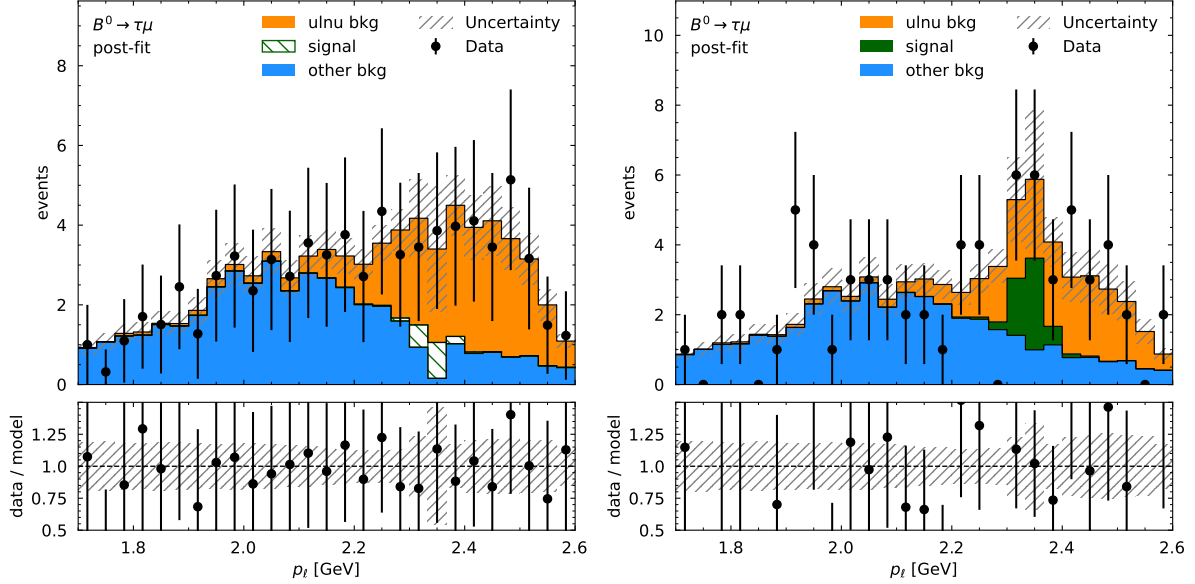 B⁰ → τμ
post-fit
ulnu bkg
signal
other bkg
Uncertainty
Data
events
0
2
4
6
8
data / model
0.5
0.75
1.0
1.25
1.8
2.0
2.2
2.4
2.6
pℓ [GeV]
B⁰ → τμ
post-fit
ulnu bkg
signal
other bkg
Uncertainty
Data
events
0
2
4
6
8
10
data / model
0.5
0.75
1.0
1.25
1.8
2.0
2.2
2.4
2.6
pℓ [GeV]